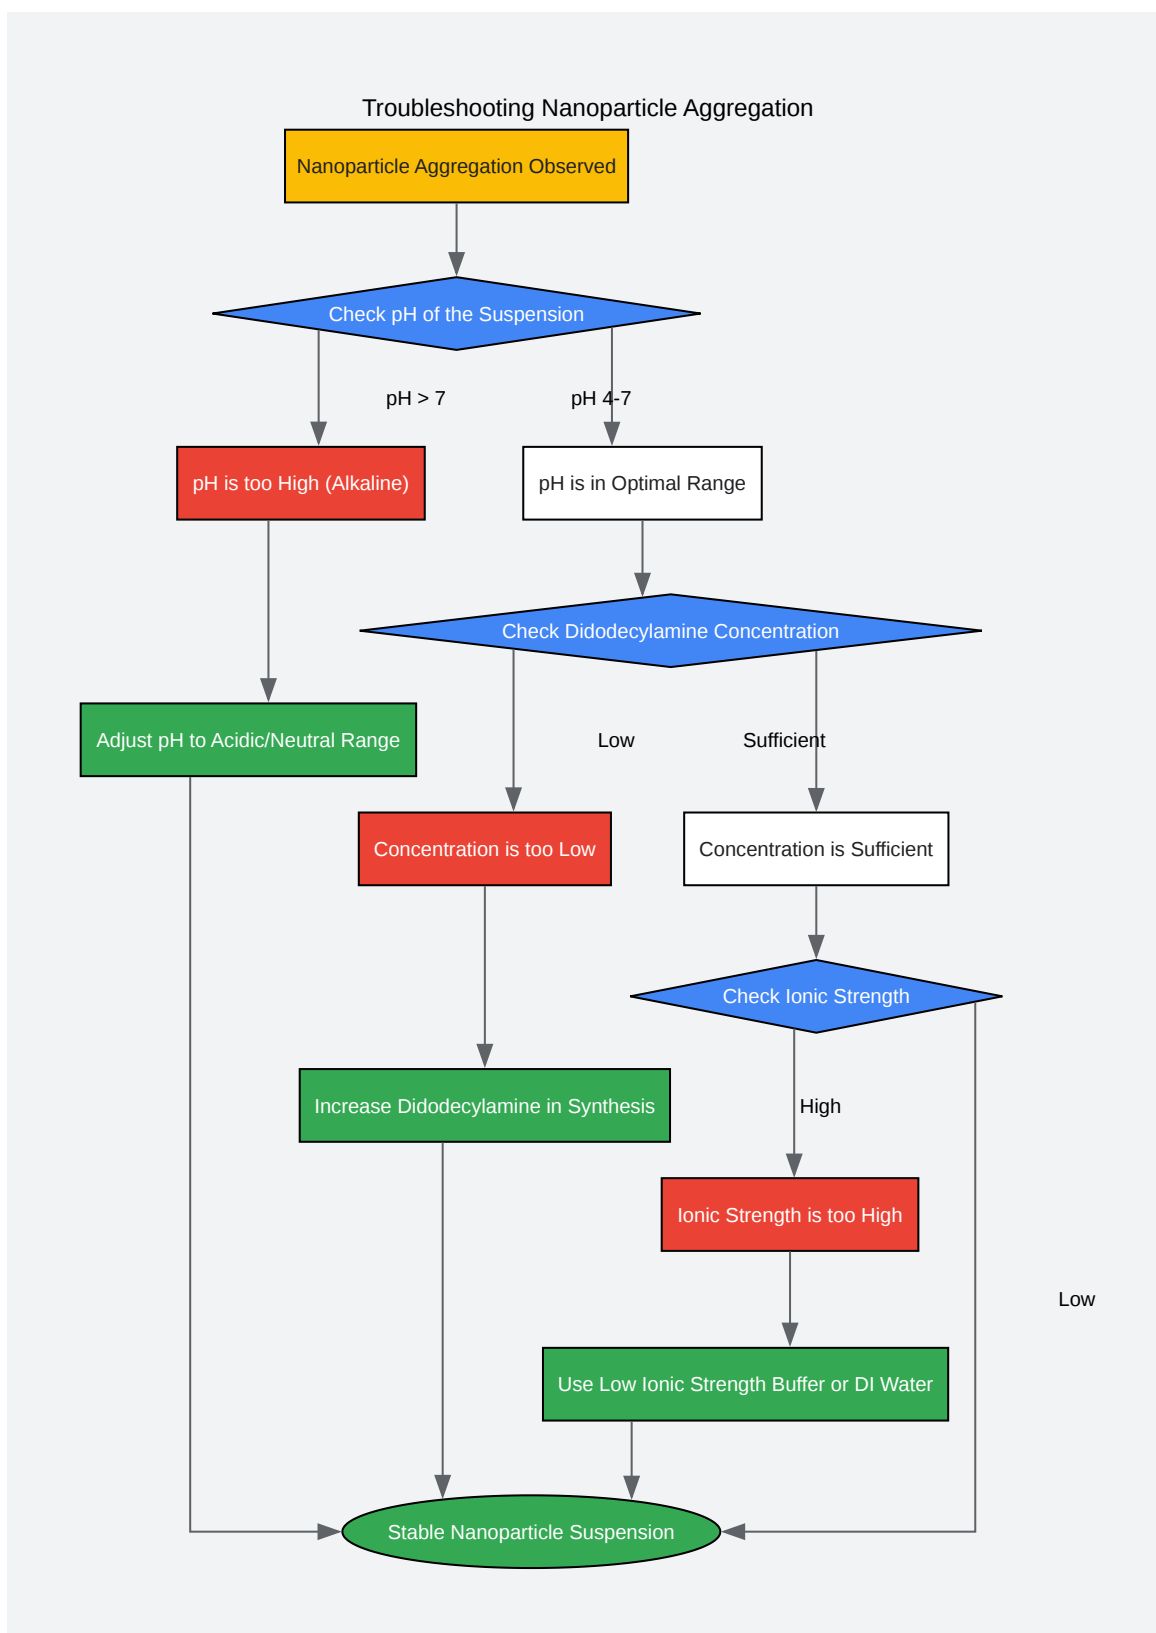 Troubleshooting Nanoparticle Aggregation
Nanoparticle Aggregation Observed
Check pH of the Suspension
pH > 7
pH 4-7
pH is too High (Alkaline)
pH is in Optimal Range
Check Didodecylamine Concentration
Adjust pH to Acidic/Neutral Range
Low
Sufficient
Concentration is too Low
Concentration is Sufficient
Check Ionic Strength
Increase Didodecylamine in Synthesis
High
Ionic Strength is too High
Low
Use Low Ionic Strength Buffer or DI Water
Stable Nanoparticle Suspension